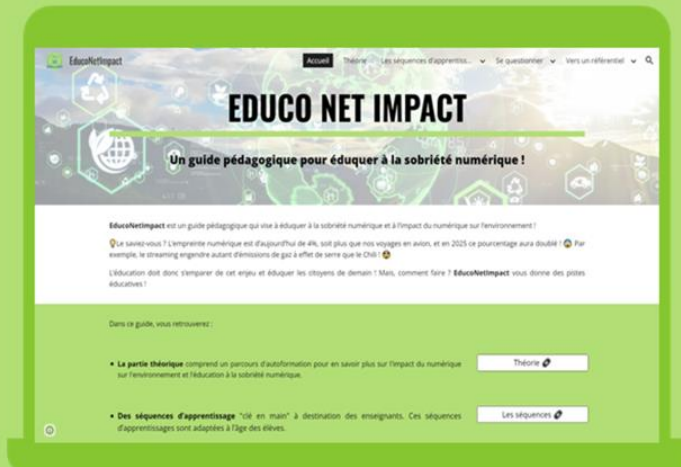 EducoNetImpact
Accueil Théorie Les séquences d'apprentiss... Se questionner Vers un référentiel
EDUCO NET IMPACT
Un guide pédagogique pour éduquer à la sobriété numérique !
EducoNetImpact est un guide pédagogique qui vise à éduquer à la sobriété numérique et à l'impact du numérique sur l'environnement !
Le saviez-vous ? L'empreinte numérique est d'aujourd'hui de 4%, soit plus que nos voyages en avion, et en 2025 ce pourcentage aura doublé ! Par
exemple, le streaming engendre autant d'émissions de gaz à effet de serre que le Chili !
L'éducation doit donc s'emparer de cet enjeu et éduquer les citoyens de demain ! Mais, comment faire ? EducoNetImpact vous donne des pistes
éducatives !
Dans ce guide, vous retrouverez :
• La partie théorique comprend un parcours d'autoformation pour en savoir plus sur l'impact du numérique
sur l'environnement et l'éducation à la sobriété numérique.
Théorie
• Des séquences d'apprentissage "clé en main" à destination des enseignants. Ces séquences
d'apprentissages sont adaptées à l'âge des élèves.
Les séquences